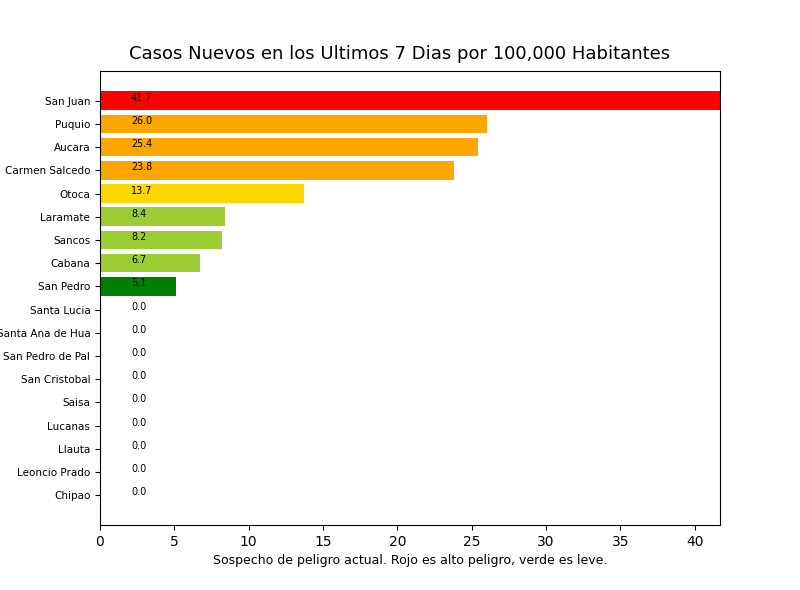 Casos Nuevos en los Ultimos 7 Dias por 100,000 Habitantes
San Juan 41.7
Puquio 26.0
Aucara 25.4
Carmen Salcedo 23.8
Otoca 13.7
Laramate 8.4
Sancos 8.2
Cabana 6.7
San Pedro 5.1
Santa Lucia 0.0
Santa Ana de Hua 0.0
San Pedro de Pal 0.0
San Cristobal 0.0
Saisa 0.0
Lucanas 0.0
Llauta 0.0
Leoncio Prado 0.0
Chipao 0.0
0 5 10 15 20 25 30 35 40
Sospecho de peligro actual. Rojo es alto peligro, verde es leve.